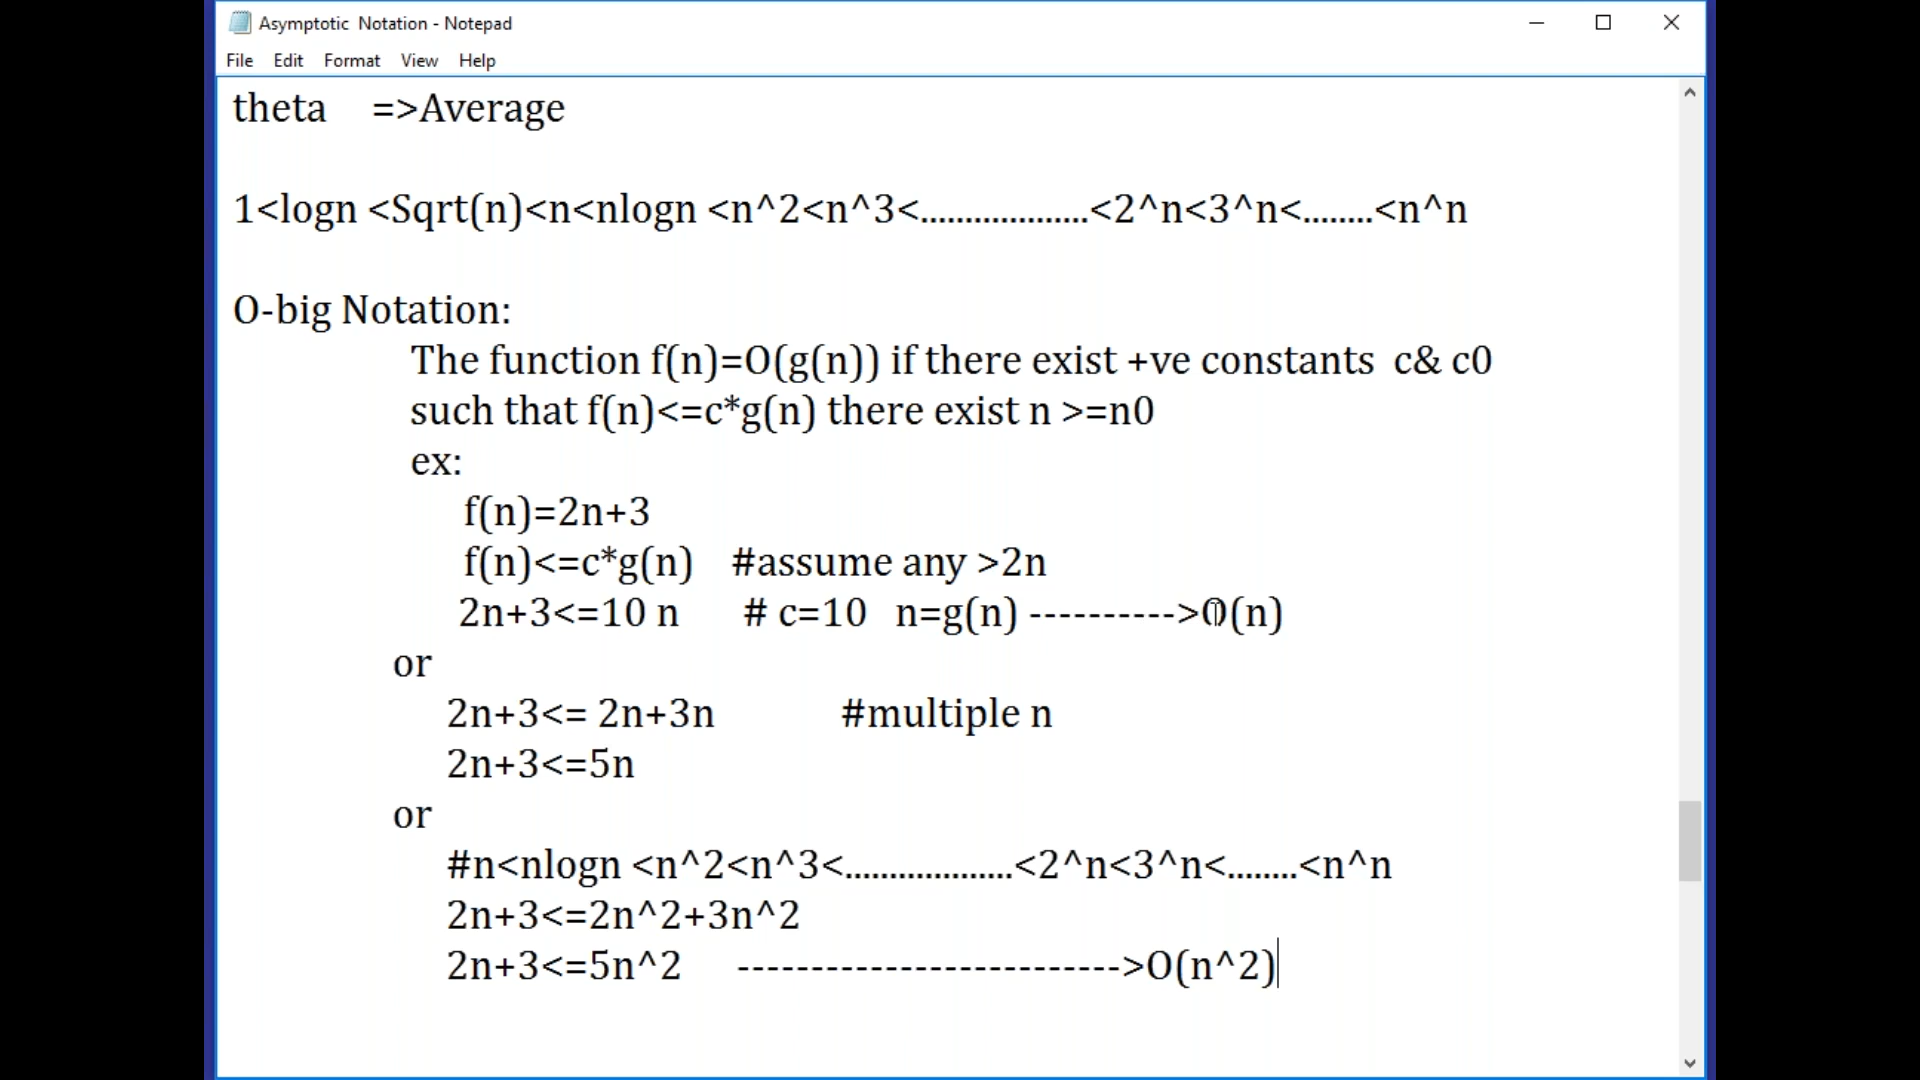 Asymptotic Notation - Notepad
File Edit Format View Help
theta =>Average
1<logn <Sqrt(n)<n<nlogn <n^2<n^3<...................<2^n<3^n<........<n^n
O-big Notation:
The function f(n)=O(g(n)) if there exist +ve constants c& c0
such that f(n)<=c*g(n) there exist n >=n0
ex:
f(n)=2n+3
f(n)<=c*g(n) #assume any >2n
2n+3<=10 n # c=10 n=g(n) ---------->O(n)
or
2n+3<= 2n+3n #multiple n
2n+3<=5n
or
#n<nlogn <n^2<n^3<...................<2^n<3^n<........<n^n
2n+3<=2n^2+3n^2
2n+3<=5n^2 -------------------------->O(n^2)